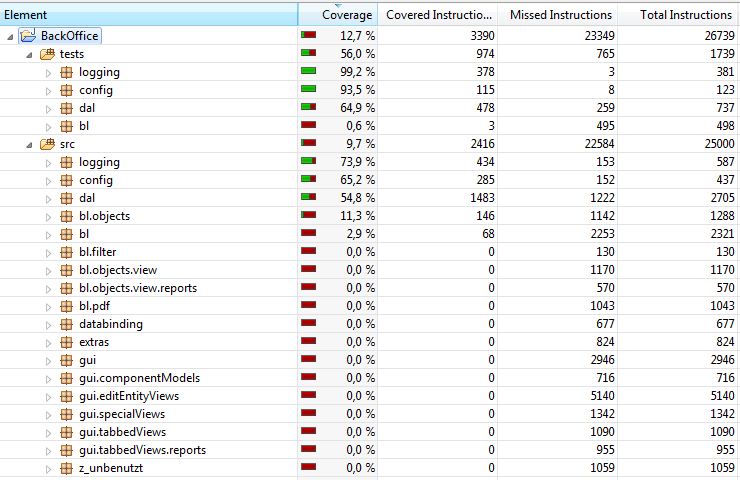 Element Coverage Covered Instructio... Missed Instructions Total Instructions
BackOffice 12,7 % 3390 23349 26739
tests 56,0 % 974 765 1739
logging 99,2 % 378 3 381
config 93,5 % 115 8 123
dal 64,9 % 478 259 737
bl 0,6 % 3 495 498
src 9,7 % 2416 22584 25000
logging 73,9 % 434 153 587
config 65,2 % 285 152 437
dal 54,8 % 1483 1222 2705
bl.objects 11,3 % 146 1142 1288
bl 2,9 % 68 2253 2321
bl.filter 0,0 % 0 130 130
bl.objects.view 0,0 % 0 1170 1170
bl.objects.view.reports 0,0 % 0 570 570
bl.pdf 0,0 % 0 1043 1043
databinding 0,0 % 0 677 677
extras 0,0 % 0 824 824
gui 0,0 % 0 2946 2946
gui.componentModels 0,0 % 0 716 716
gui.editEntityViews 0,0 % 0 5140 5140
gui.specialViews 0,0 % 0 1342 1342
gui.tabbedViews 0,0 % 0 1090 1090
gui.tabbedViews.reports 0,0 % 0 955 955
z_unbenutzt 0,0 % 0 1059 1059